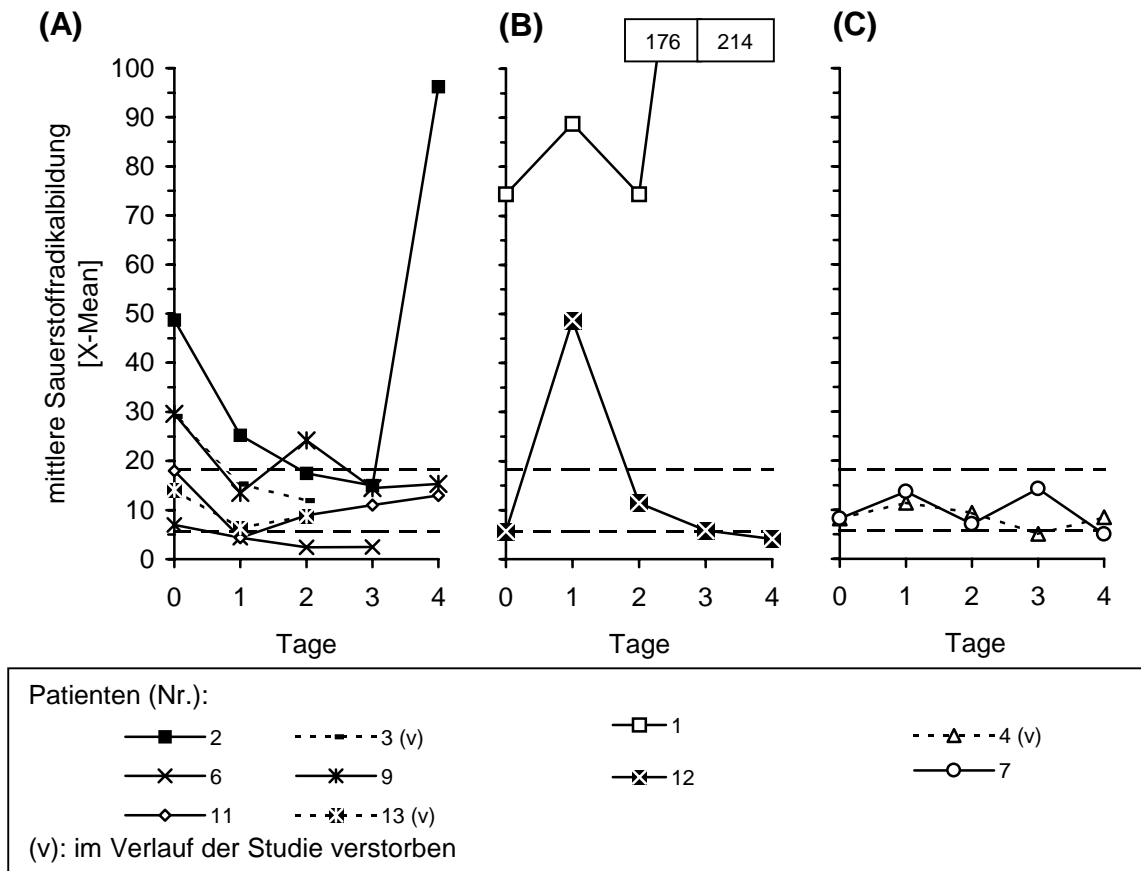 (A)
(B)
(C)
176 214
mittlere Sauerstoffradikalbildung
[X-Mean]
100
90
80
70
60
50
40
30
20
10
0
0 1 2 3 4
0 1 2 3 4
0 1 2 3 4
Tage
Tage
Tage
Patienten (Nr.):
2 3 (v) 1 4 (v)
6 9 12 7
11 13 (v)
(v): im Verlauf der Studie verstorben